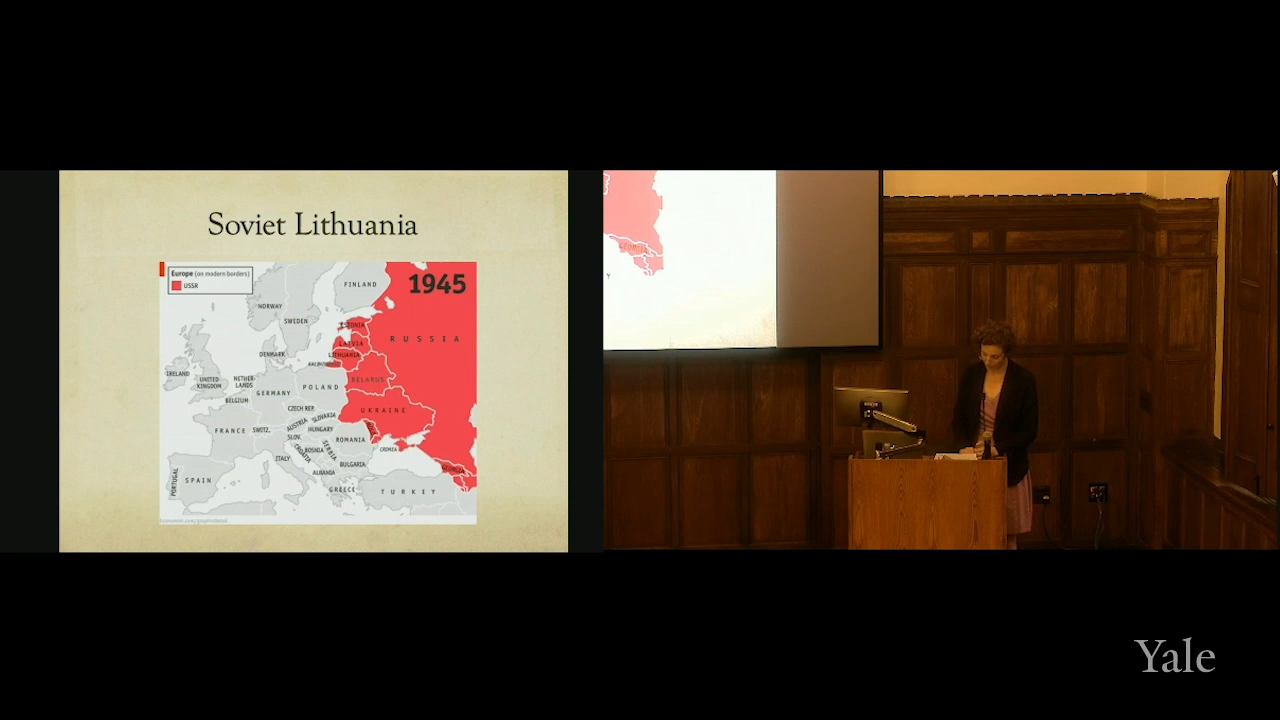 Soviet Lithuania
Europe (on modern borders)
USSR
1945
FINLAND
NORWAY
SWEDEN
ESTONIA
RUSSIA
LATVIA
DENMARK
LITHUANIA
IRELAND
UNITED
KINGDOM
NETHER-
LANDS
BELARUS
POLAND
GERMANY
BELGIUM
CZECH REP.
UKRAINE
SLOVAKIA
AUSTRIA
FRANCE
SWITZ.
HUNGARY
SLOV.
ROMANIA
CROATIA
BOSNIA
SERBIA
CRIMEA
ITALY
BULGARIA
ALBANIA
GEORGIA
PORTUGAL
SPAIN
GREECE
TURKEY
GEORGIA
Y
Yale